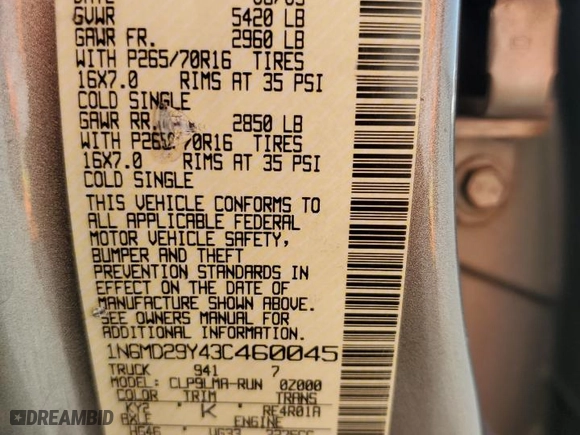 GVWR 5420 LB
GAWR FR. 2960 LB
WITH P265/70R16 TIRES
16X7.0 RIMS AT 35 PSI
COLD SINGLE
GAWR RR. 2850 LB
WITH P265/70R16 TIRES
16X7.0 RIMS AT 35 PSI
COLD SINGLE
THIS VEHICLE CONFORMS TO
ALL APPLICABLE FEDERAL
MOTOR VEHICLE SAFETY,
BUMPER AND THEFT
PREVENTION STANDARDS IN
EFFECT ON THE DATE OF
MANUFACTURE SHOWN ABOVE.
SEE OWNERS MANUAL FOR
ADDITIONAL INFORMATION.
1N6MD29Y43C460045
TRUCK 941 7
MODEL: CLP9LMA-RUN 0Z000
COLOR TRIM TRANS
KY2 K RE4R01A
AXLE ENGINE
DREAMBID